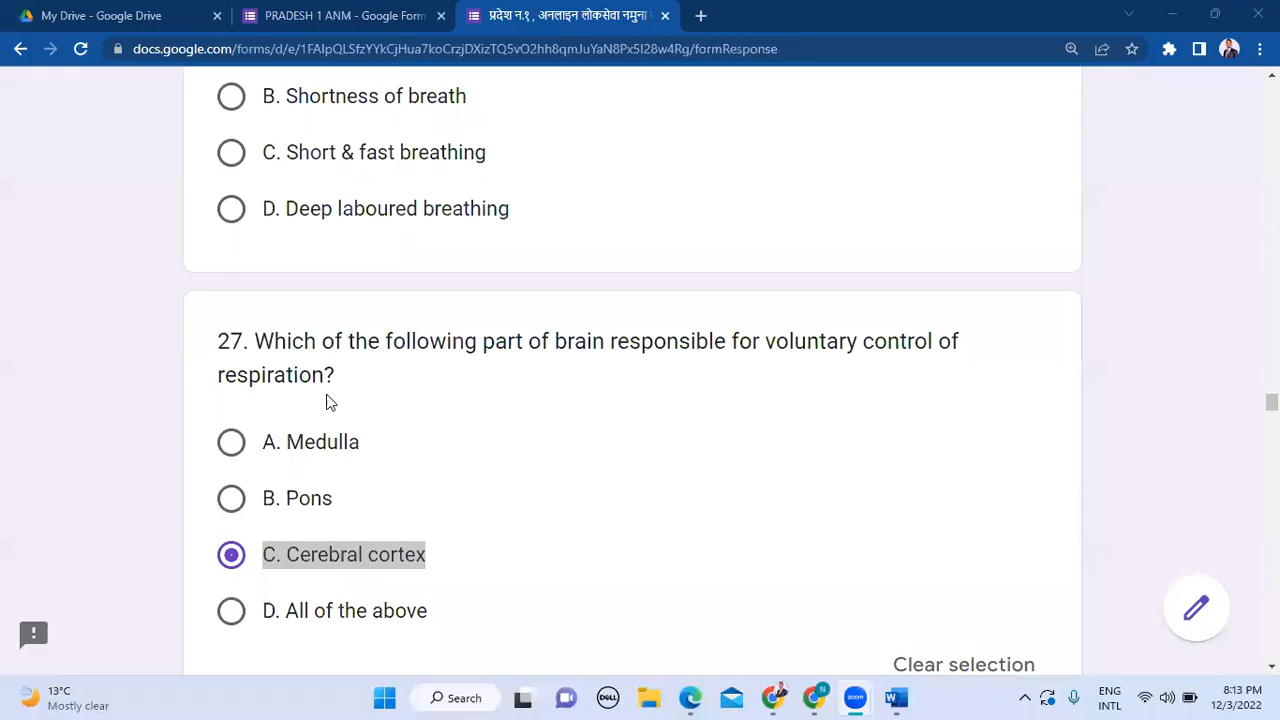 My Drive - Google Drive
PRADESH 1 ANM - Google Form
प्रदेश न.१, अनलाइन लोकसेवा नमुना
docs.google.com/forms/d/e/1FAIpQLSfzYYkCjHua7koCrzjDXizTQ5vO2hh8qmJuYaN8Px5I28w4Rg/formResponse
B. Shortness of breath
C. Short & fast breathing
D. Deep laboured breathing
27. Which of the following part of brain responsible for voluntary control of
respiration?
A. Medulla
B. Pons
C. Cerebral cortex
D. All of the above
Clear selection
13°C
Mostly clear
Search
DELL
zoom
N
W
ENG
INTL
8:13 PM
12/3/2022